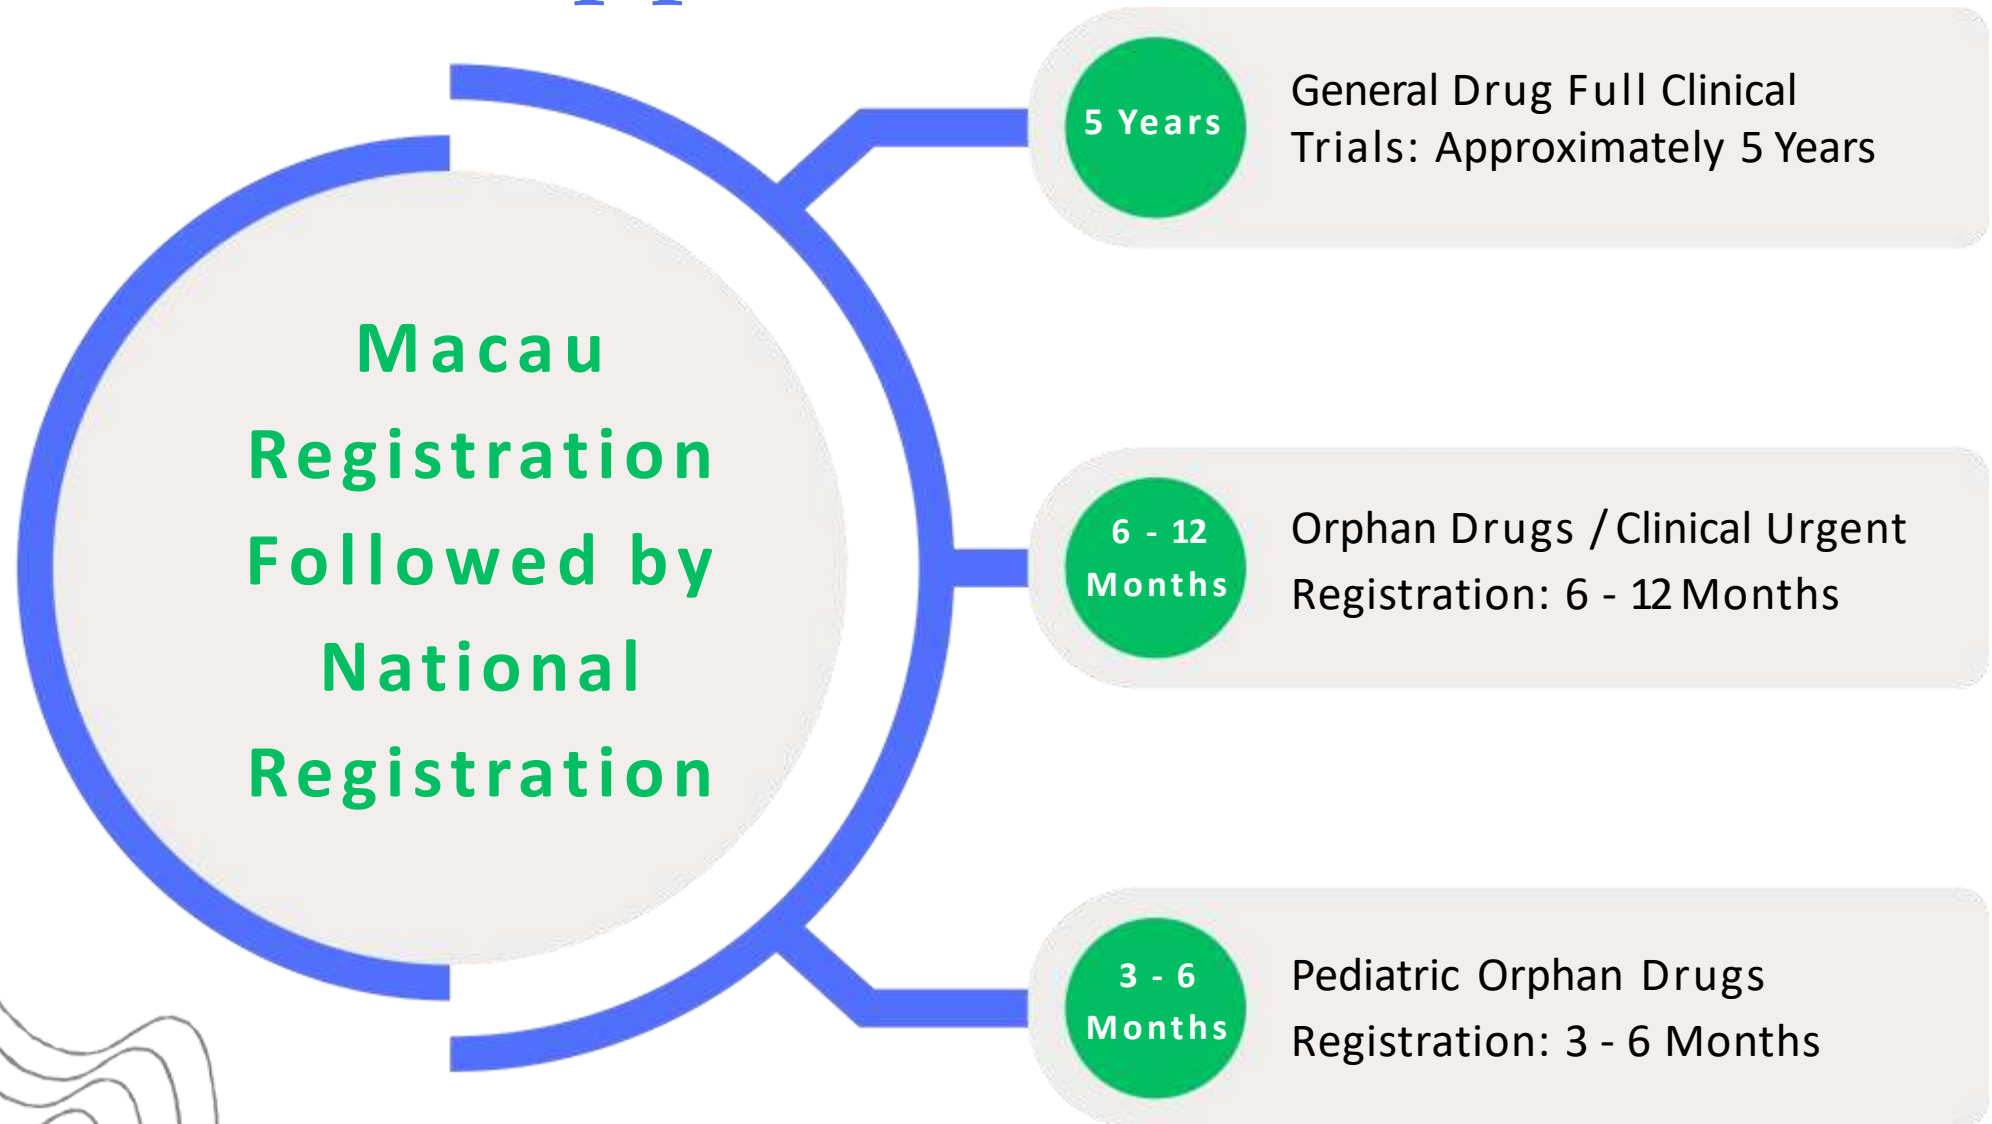 Macau
Registration
Followed by
National
Registration
5 Years
General Drug Full Clinical
Trials: Approximately 5 Years
6 - 12
Months
Orphan Drugs / Clinical Urgent
Registration: 6 - 12 Months
3 - 6
Months
Pediatric Orphan Drugs
Registration: 3 - 6 Months